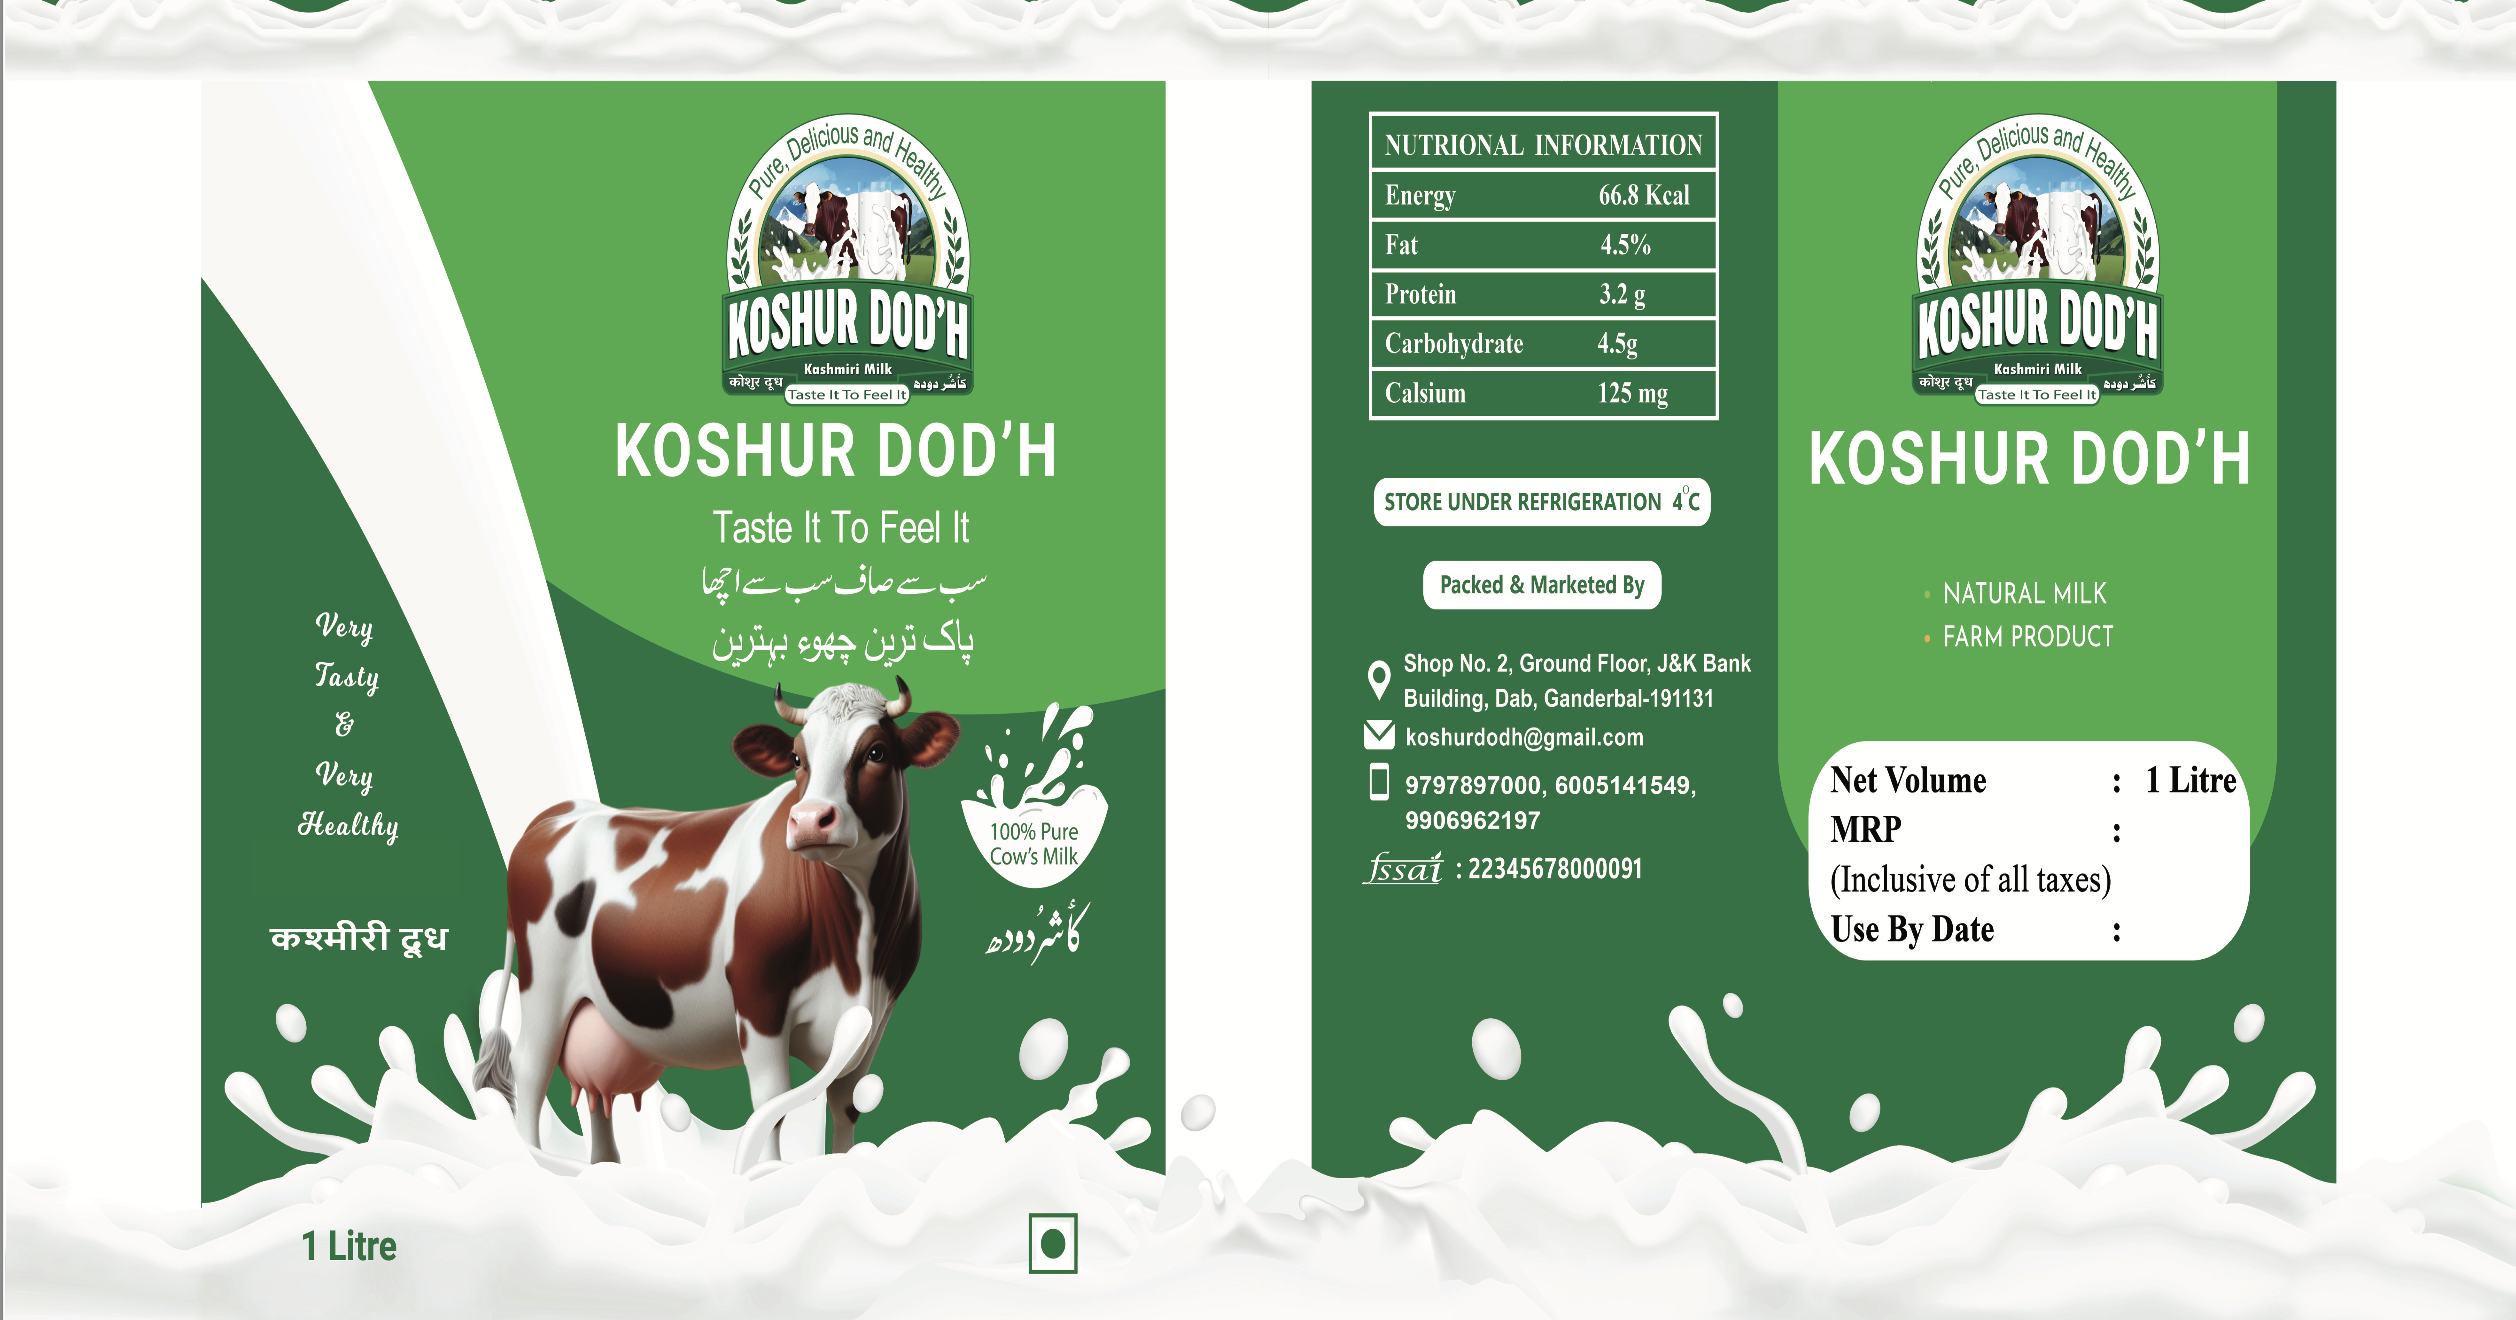 Pure, Delicious and Healthy
KOSHUR DOD'H
Kashmiri Milk
कोशुर दूध
كأشُر دودھ
Taste It To Feel It
KOSHUR DOD'H
Taste It To Feel It
سب سے صاف سب سے اچھا
پاک ترین چھوء بہترین
Very
Tasty
&
Very
Healthy
100% Pure
Cow's Milk
कश्मीरी दूध
كأشُر دودھ
1 Litre
NUTRIONAL INFORMATION
Energy 66.8 Kcal
Fat 4.5%
Protein 3.2 g
Carbohydrate 4.5g
Calsium 125 mg
STORE UNDER REFRIGERATION 4⁰C
Packed & Marketed By
Shop No. 2, Ground Floor, J&K Bank
Building, Dab, Ganderbal-191131
koshurdodh@gmail.com
9797897000, 6005141549,
9906962197
fssai : 22345678000091
Pure, Delicious and Healthy
KOSHUR DOD'H
Kashmiri Milk
कोशुर दूध
كأشُر دودھ
Taste It To Feel It
KOSHUR DOD'H
• NATURAL MILK
• FARM PRODUCT
Net Volume : 1 Litre
MRP :
(Inclusive of all taxes)
Use By Date :